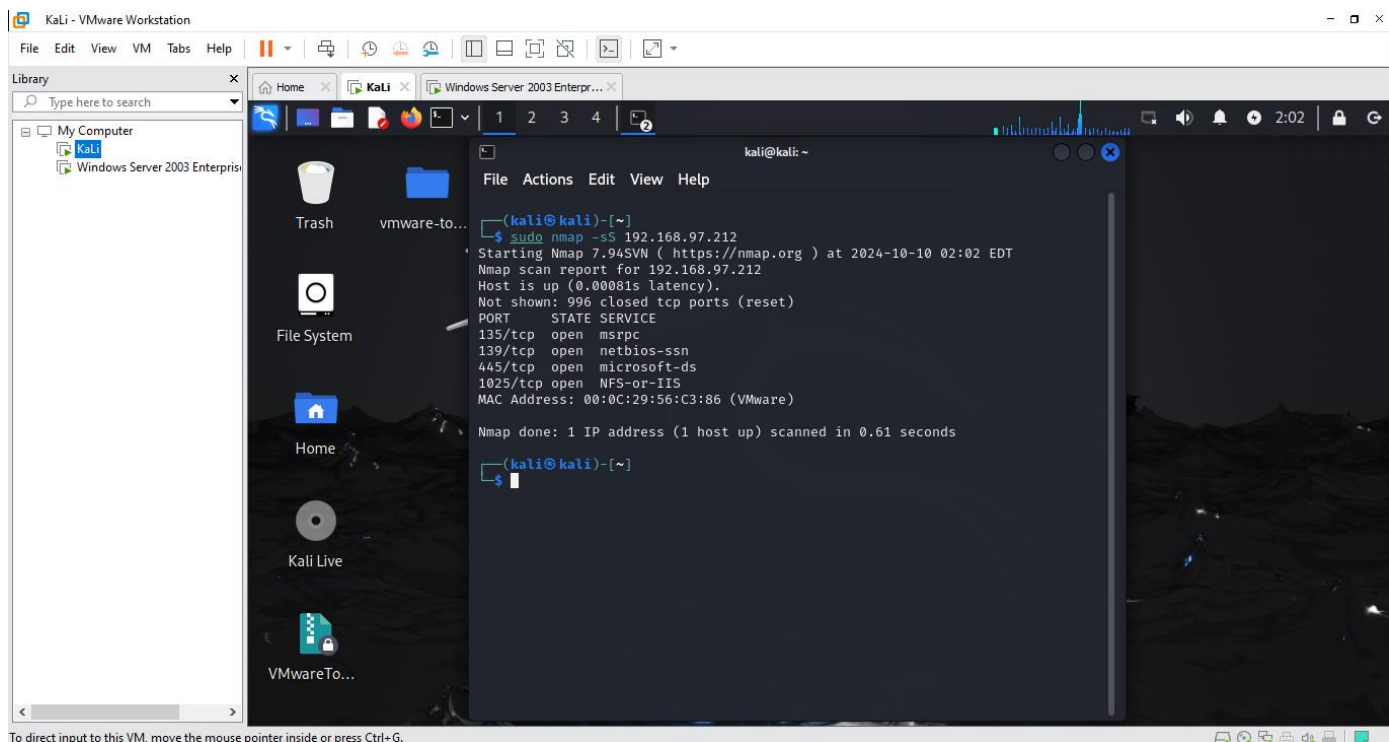 KaLi - VMware Workstation
File Edit View VM Tabs Help
Library
Type here to search
My Computer
KaLi
Windows Server 2003 Enterprise
Home
KaLi
Windows Server 2003 Enterpr...
1 2 3 4
2
2:02
Trash
vmware-to...
File System
Home
Kali Live
VMwareTo...
kali@kali: ~
File Actions Edit View Help
(kali㉿kali)-[~]
$ sudo nmap -sS 192.168.97.212
Starting Nmap 7.94SVN ( https://nmap.org ) at 2024-10-10 02:02 EDT
Nmap scan report for 192.168.97.212
Host is up (0.00081s latency).
Not shown: 996 closed tcp ports (reset)
PORT STATE SERVICE
135/tcp open msrpc
139/tcp open netbios-ssn
445/tcp open microsoft-ds
1025/tcp open NFS-or-IIS
MAC Address: 00:0C:29:56:C3:86 (VMware)
Nmap done: 1 IP address (1 host up) scanned in 0.61 seconds
(kali㉿kali)-[~]
$
To direct input to this VM, move the mouse pointer inside or press Ctrl+G.